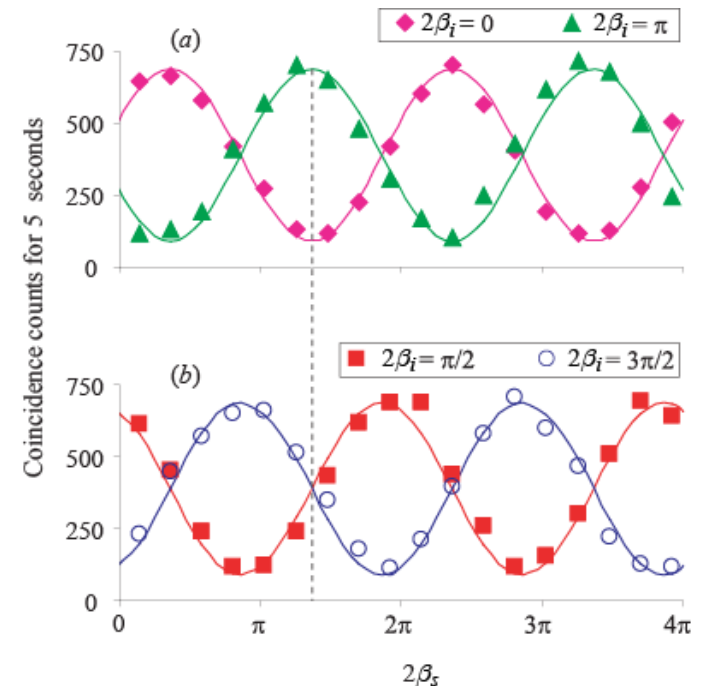 2βᵢ = 0 2βᵢ = π
(a)
750
500
250
0
Coincidence counts for 5 seconds
2βᵢ = π/2 2βᵢ = 3π/2
(b)
750
500
250
0
0 π 2π 3π 4π
2βₛ